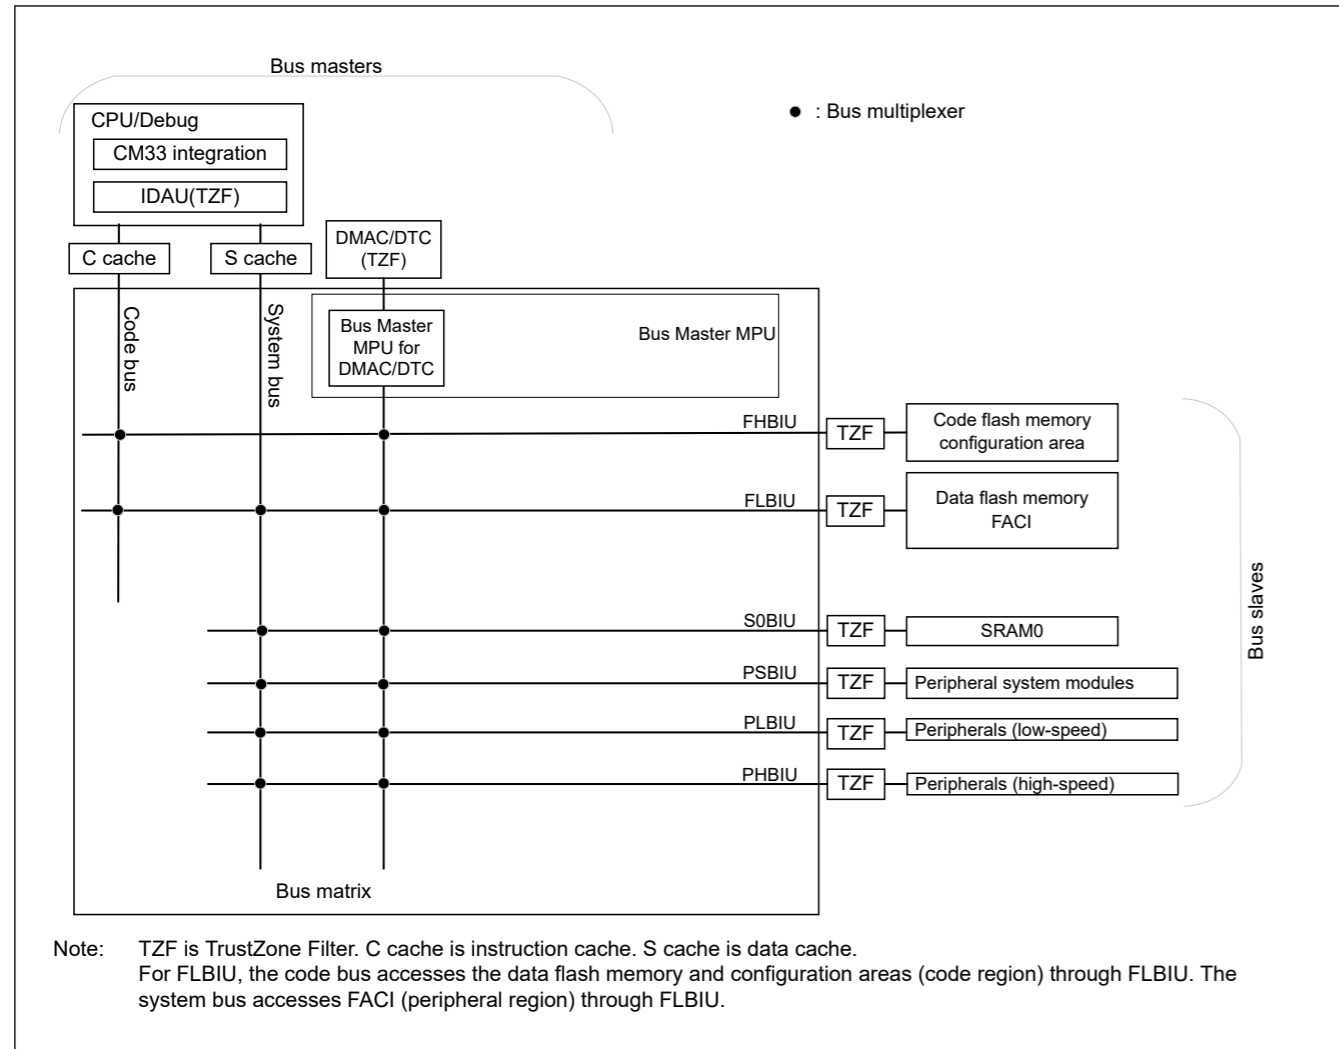 Bus masters
CPU/Debug
CM33 integration
IDAU(TZF)
: Bus multiplexer
C cache
S cache
DMAC/DTC
(TZF)
Code bus
System bus
Bus Master
MPU for
DMAC/DTC
Bus Master MPU
FHBIU
TZF
Code flash memory
configuration area
FLBIU
TZF
Data flash memory
FACI
S0BIU
TZF
SRAM0
PSBIU
TZF
Peripheral system modules
PLBIU
TZF
Peripherals (low-speed)
PHBIU
TZF
Peripherals (high-speed)
Bus slaves
Bus matrix
Note: TZF is TrustZone Filter. C cache is instruction cache. S cache is data cache.
For FLBIU, the code bus accesses the data flash memory and configuration areas (code region) through FLBIU. The
system bus accesses FACI (peripheral region) through FLBIU.